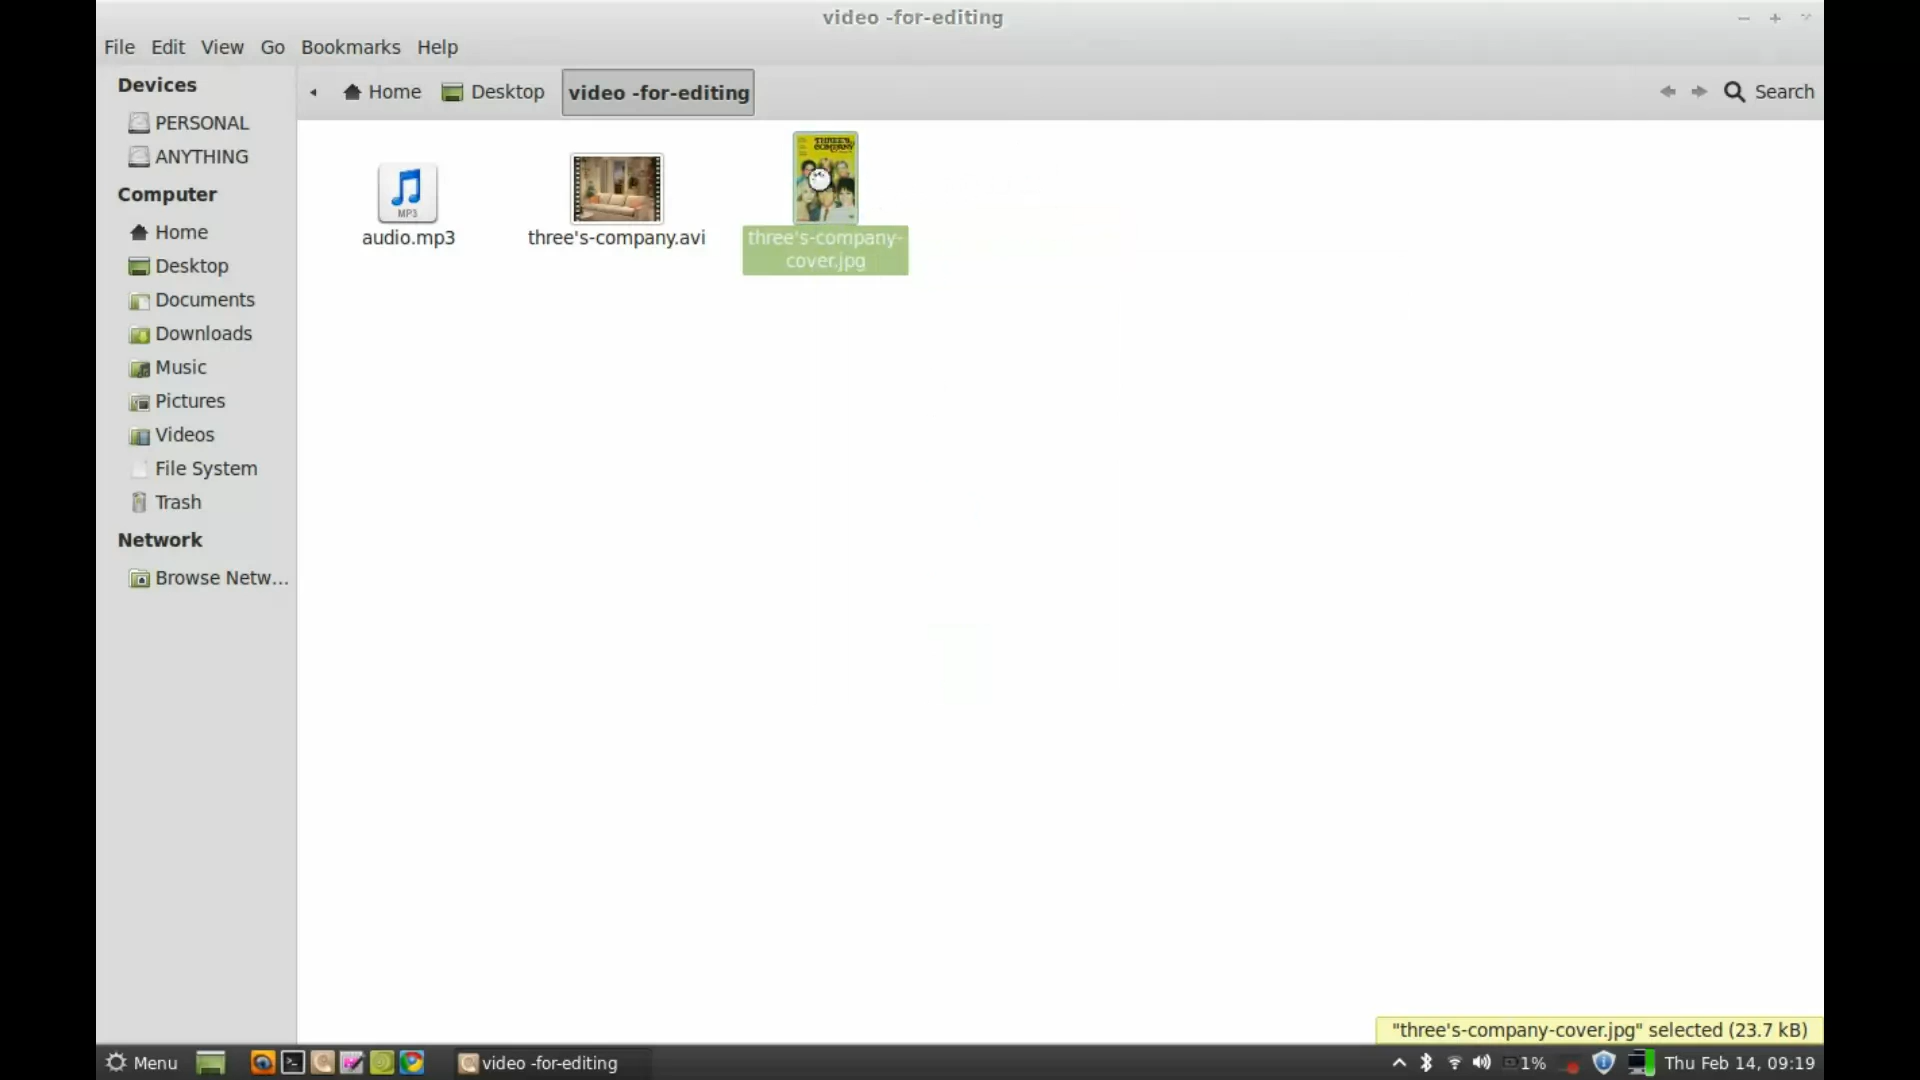 video -for-editing
File Edit View Go Bookmarks Help
Devices
PERSONAL
ANYTHING
Computer
Home
Desktop
Documents
Downloads
Music
Pictures
Videos
File System
Trash
Network
Browse Netw...
Home Desktop video -for-editing
Search
MP3
audio.mp3
three's-company.avi
THREE'S
COMPANY
three's-company-
cover.jpg
"three's-company-cover.jpg" selected (23.7 kB)
Menu
video -for-editing
1%
Thu Feb 14, 09:19